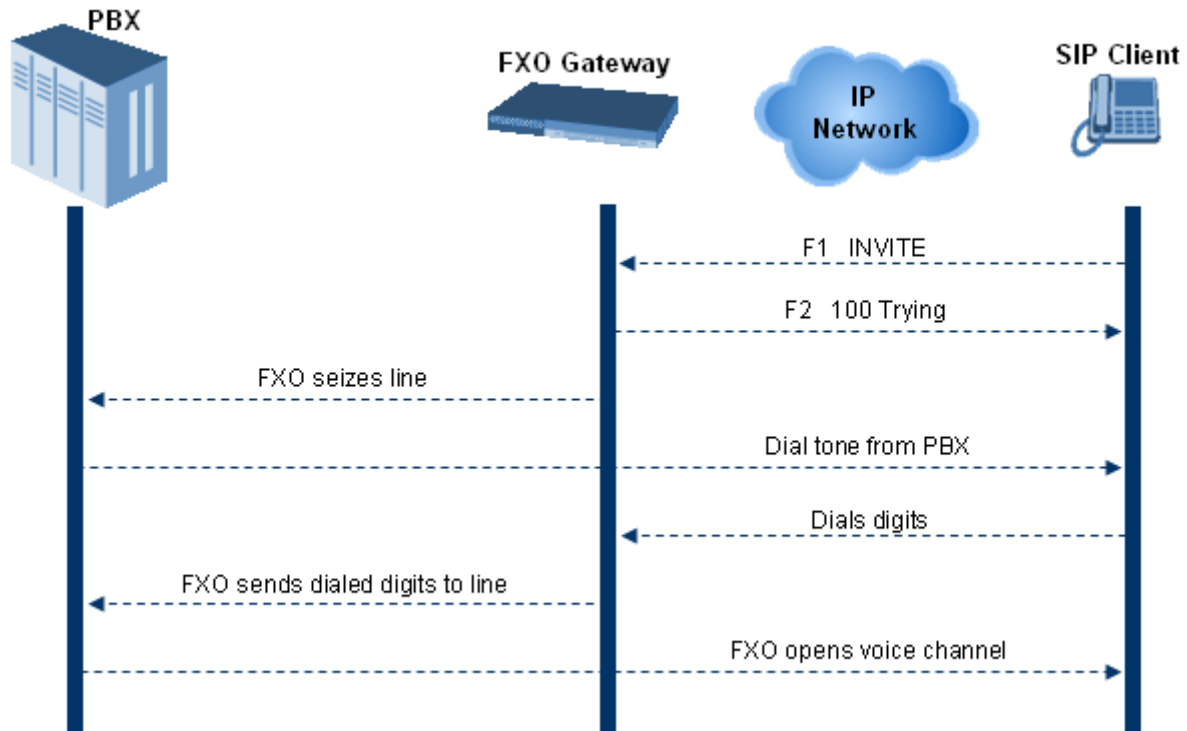 PBX
FXO Gateway
SIP Client
IP
Network
F1 INVITE
F2 100 Trying
FXO seizes line
Dial tone from PBX
Dials digits
FXO sends dialed digits to line
FXO opens voice channel